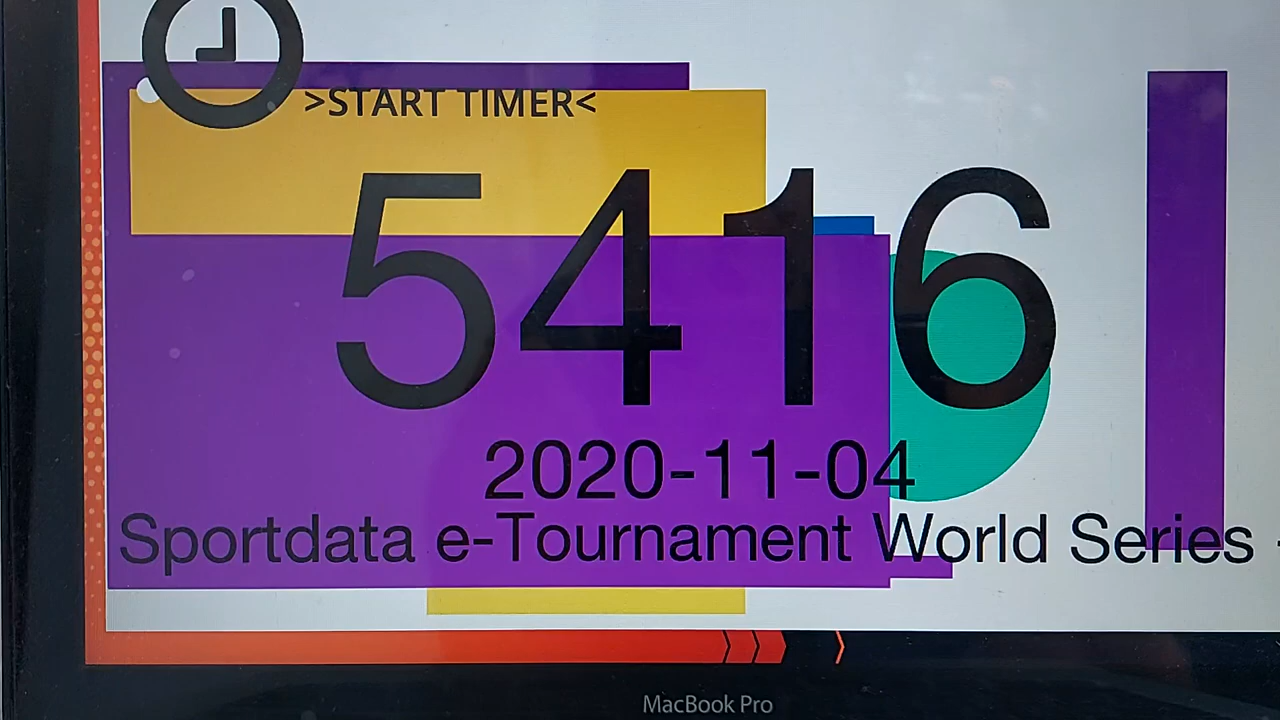 >START TIMER<
5416
2020-11-04
Sportdata e-Tournament World Series -
MacBook Pro